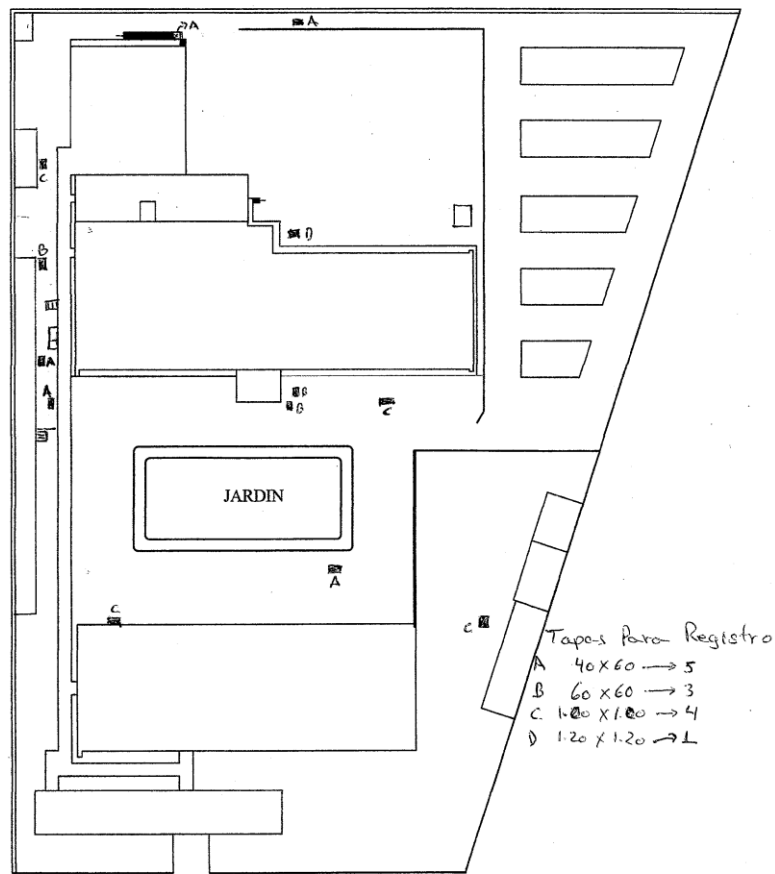 A
A
C
D
B
A
A
B
B
C
JARDIN
A
C
C
Tapas Para Registro
A 40 X 60 → 5
B 60 X 60 → 3
C 1.00 X 1.00 → 4
D 1.20 X 1.20 → 1